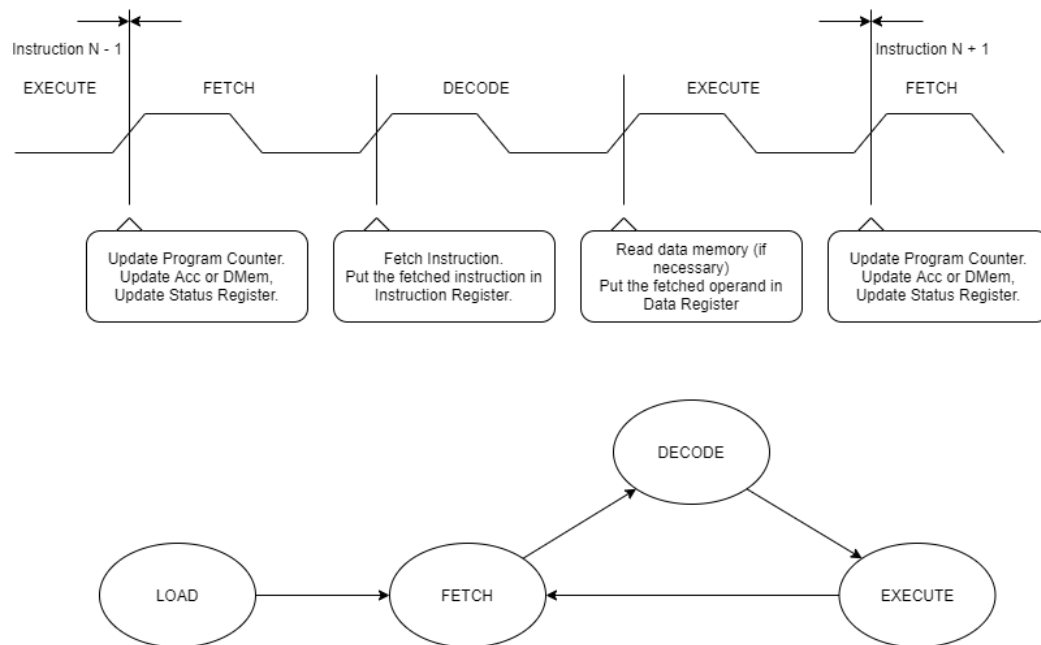 Instruction N - 1
Instruction N + 1
EXECUTE
FETCH
DECODE
EXECUTE
FETCH
Update Program Counter.
Update Acc or DMem,
Update Status Register.
Fetch Instruction.
Put the fetched instruction in
Instruction Register.
Read data memory (if
necessary)
Put the fetched operand in
Data Register
Update Program Counter.
Update Acc or DMem,
Update Status Register.
DECODE
LOAD
FETCH
EXECUTE